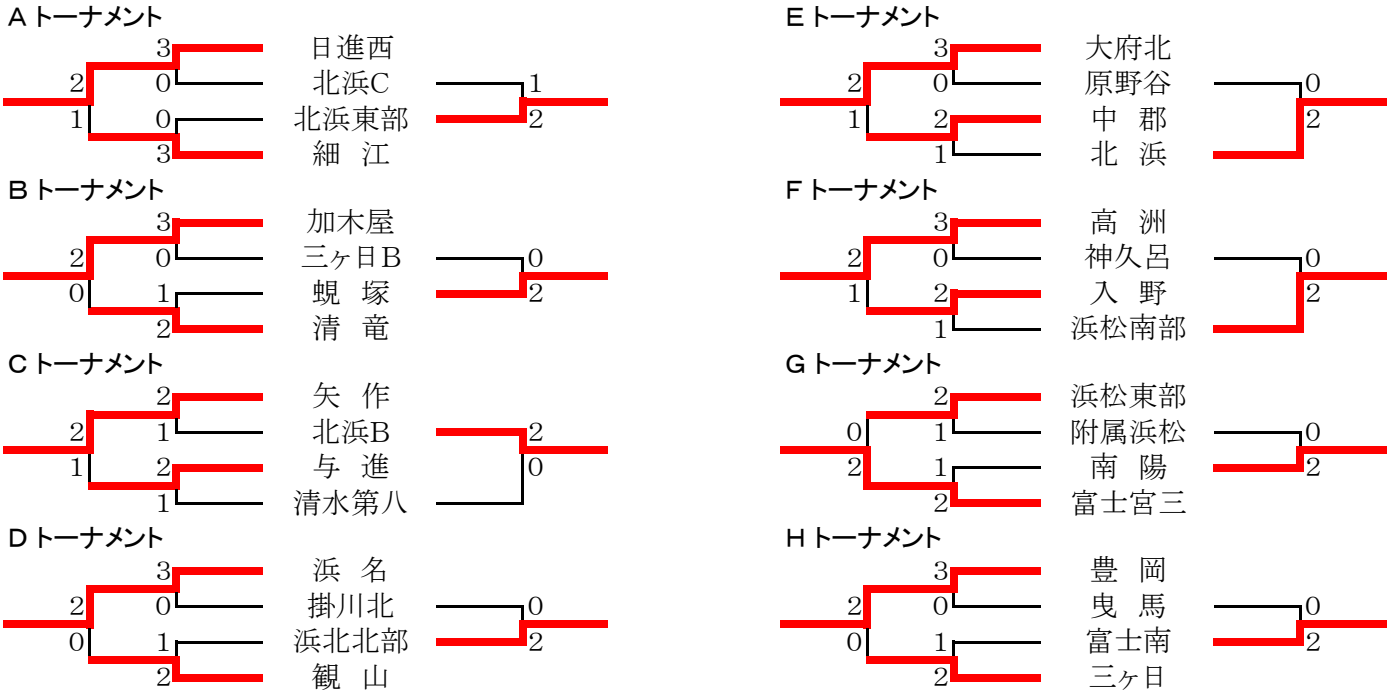 A トーナメント
3 日進西
2 0 北浜C 1
1 0 北浜東部 2
3 細 江
B トーナメント
3 加木屋
2 0 三ヶ日B 0
0 1 蜆 塚 2
2 清 竜
C トーナメント
2 矢 作
2 1 北浜B 2
1 2 与 進 0
1 清水第八
D トーナメント
3 浜 名
2 0 掛川北 0
0 1 浜北北部 2
2 観 山
E トーナメント
3 大府北
2 0 原野谷 0
1 2 中 郡 2
1 北 浜
F トーナメント
3 高 洲
2 0 神久呂 0
1 2 入 野 2
1 浜松南部
G トーナメント
2 浜松東部
0 1 附属浜松 0
2 1 南 陽 2
2 富士宮三
H トーナメント
3 豊 岡
2 0 曳 馬 0
0 1 富士南 2
2 三ヶ日